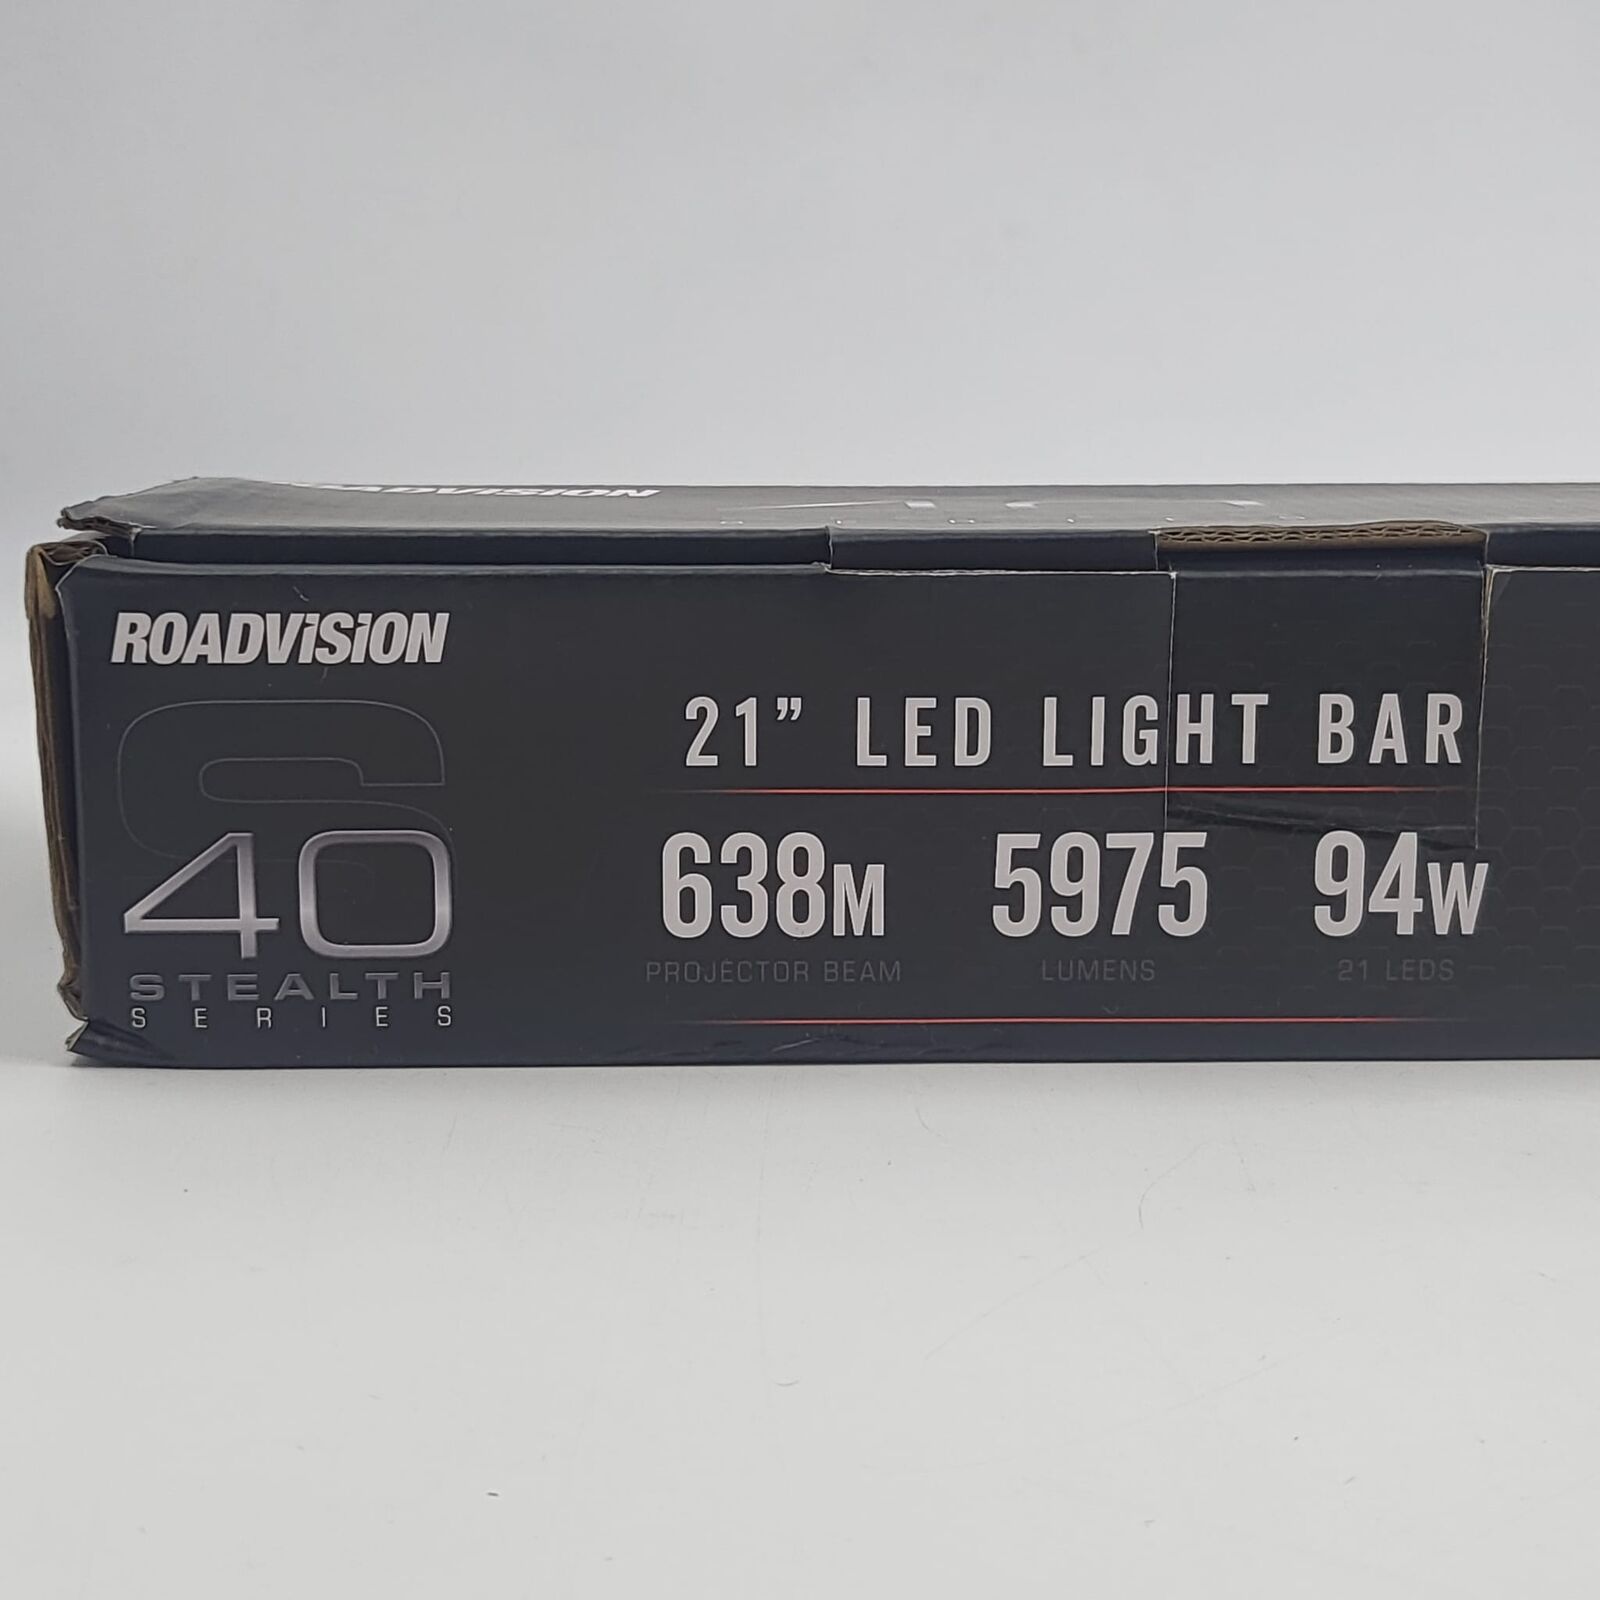 ROADVISION
ROADViSiON
S
40
STEALTH
SERIES
21” LED LIGHT BAR
638M 5975 94W
PROJECTOR BEAM LUMENS 21 LEDS